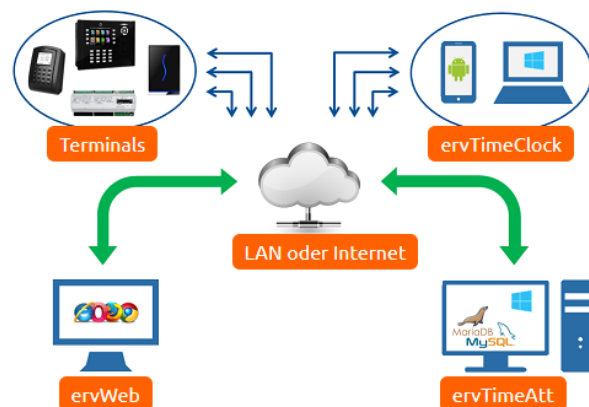 Terminals
ervTimeClock
LAN oder Internet
MariaDB
MySQL
ervWeb
ervTimeAtt